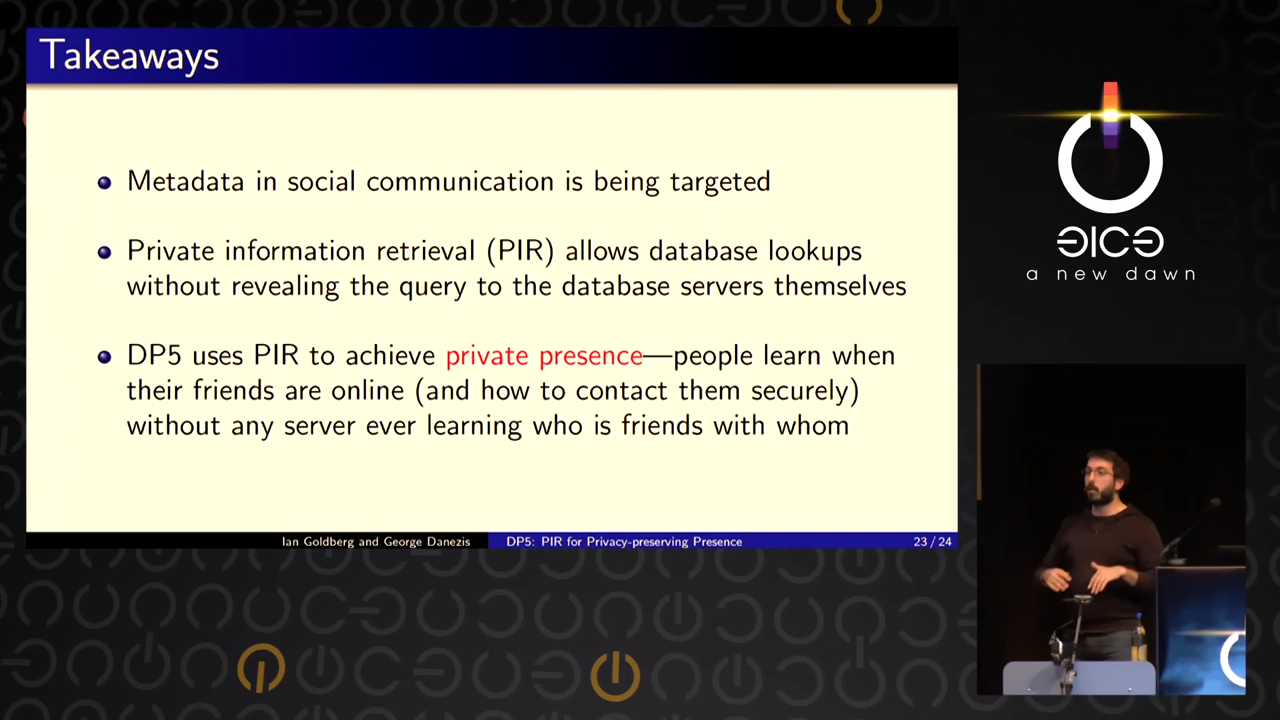 Takeaways
Metadata in social communication is being targeted
Private information retrieval (PIR) allows database lookups
without revealing the query to the database servers themselves
DP5 uses PIR to achieve private presence—people learn when
their friends are online (and how to contact them securely)
without any server ever learning who is friends with whom
Ian Goldberg and George Danezis
DP5: PIR for Privacy-preserving Presence
23 / 24
a new dawn